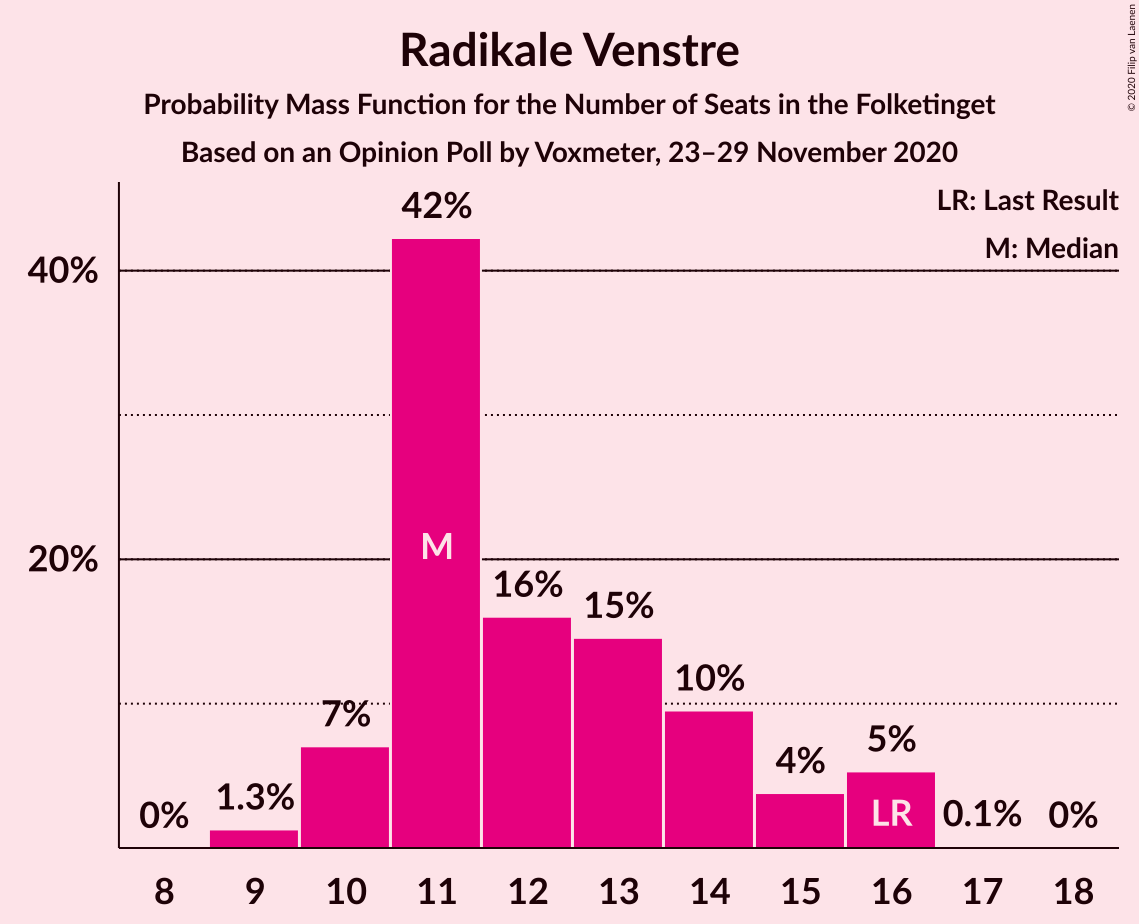 Radikale Venstre
Probability Mass Function for the Number of Seats in the Folketinget
Based on an Opinion Poll by Voxmeter, 23–29 November 2020
© 2020 Filip van Laenen
LR: Last Result
M: Median
40%
20%
0%
1.3%
7%
42%
16%
15%
10%
4%
5%
0.1%
0%
M
LR
8 9 10 11 12 13 14 15 16 17 18